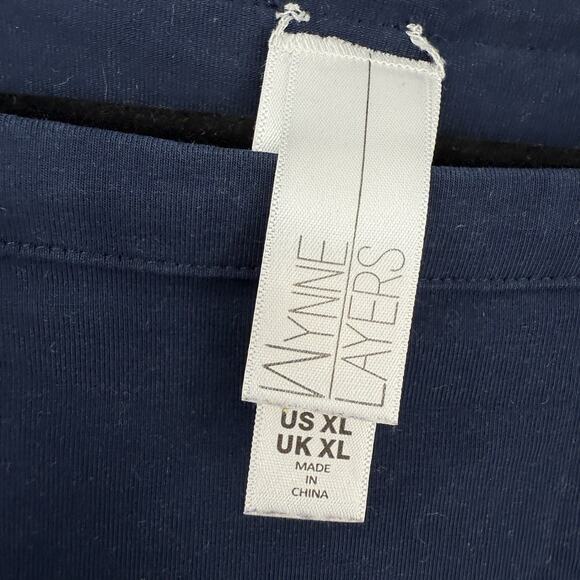 WYNNE
LAYERS
US XL
UK XL
MADE
IN
CHINA